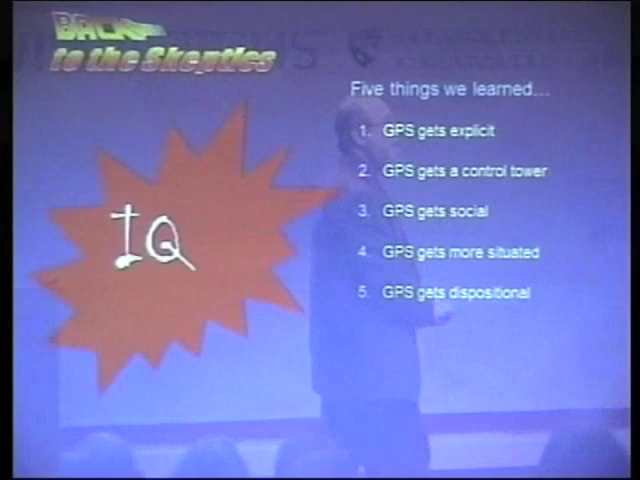 BACK
to the Skeptics
Five things we learned...
1. GPS gets explicit
2. GPS gets a control tower
3. GPS gets social
4. GPS gets more situated
5. GPS gets dispositional
IQ